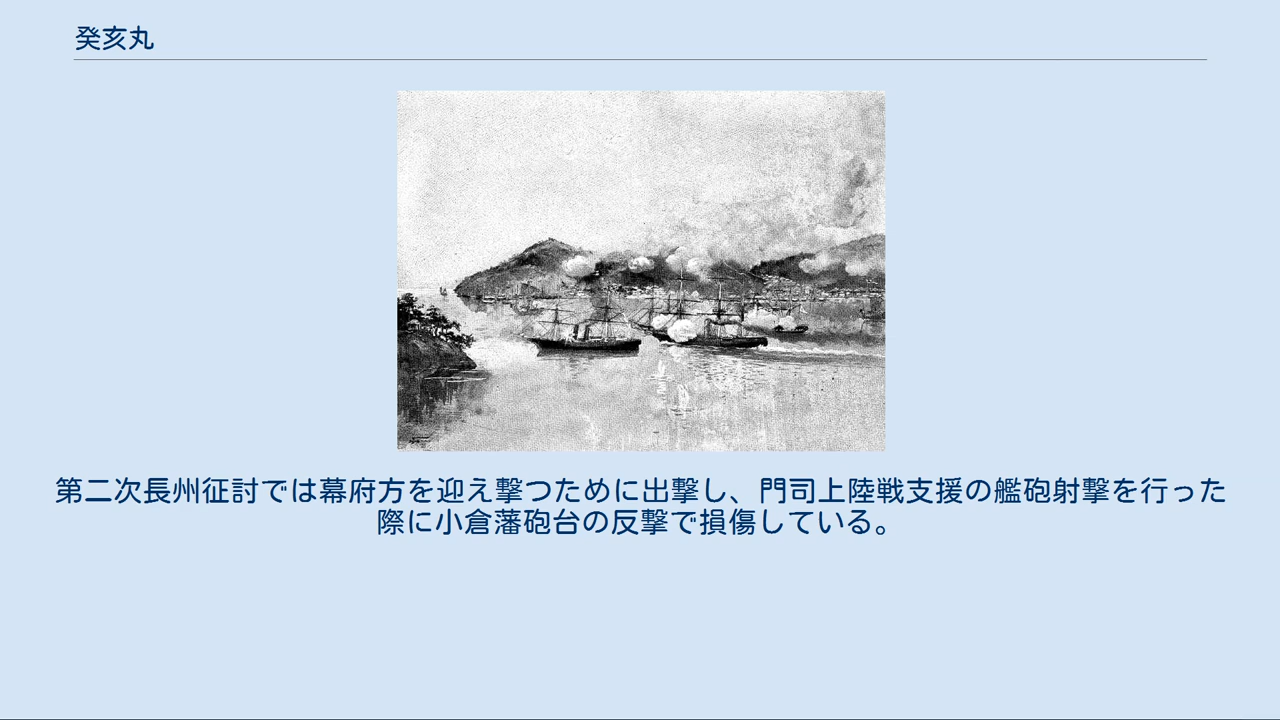 癸亥丸
第二次長州征討では幕府方を迎え撃つために出撃し、門司上陸戦支援の艦砲射撃を行った
際に小倉藩砲台の反撃で損傷している。